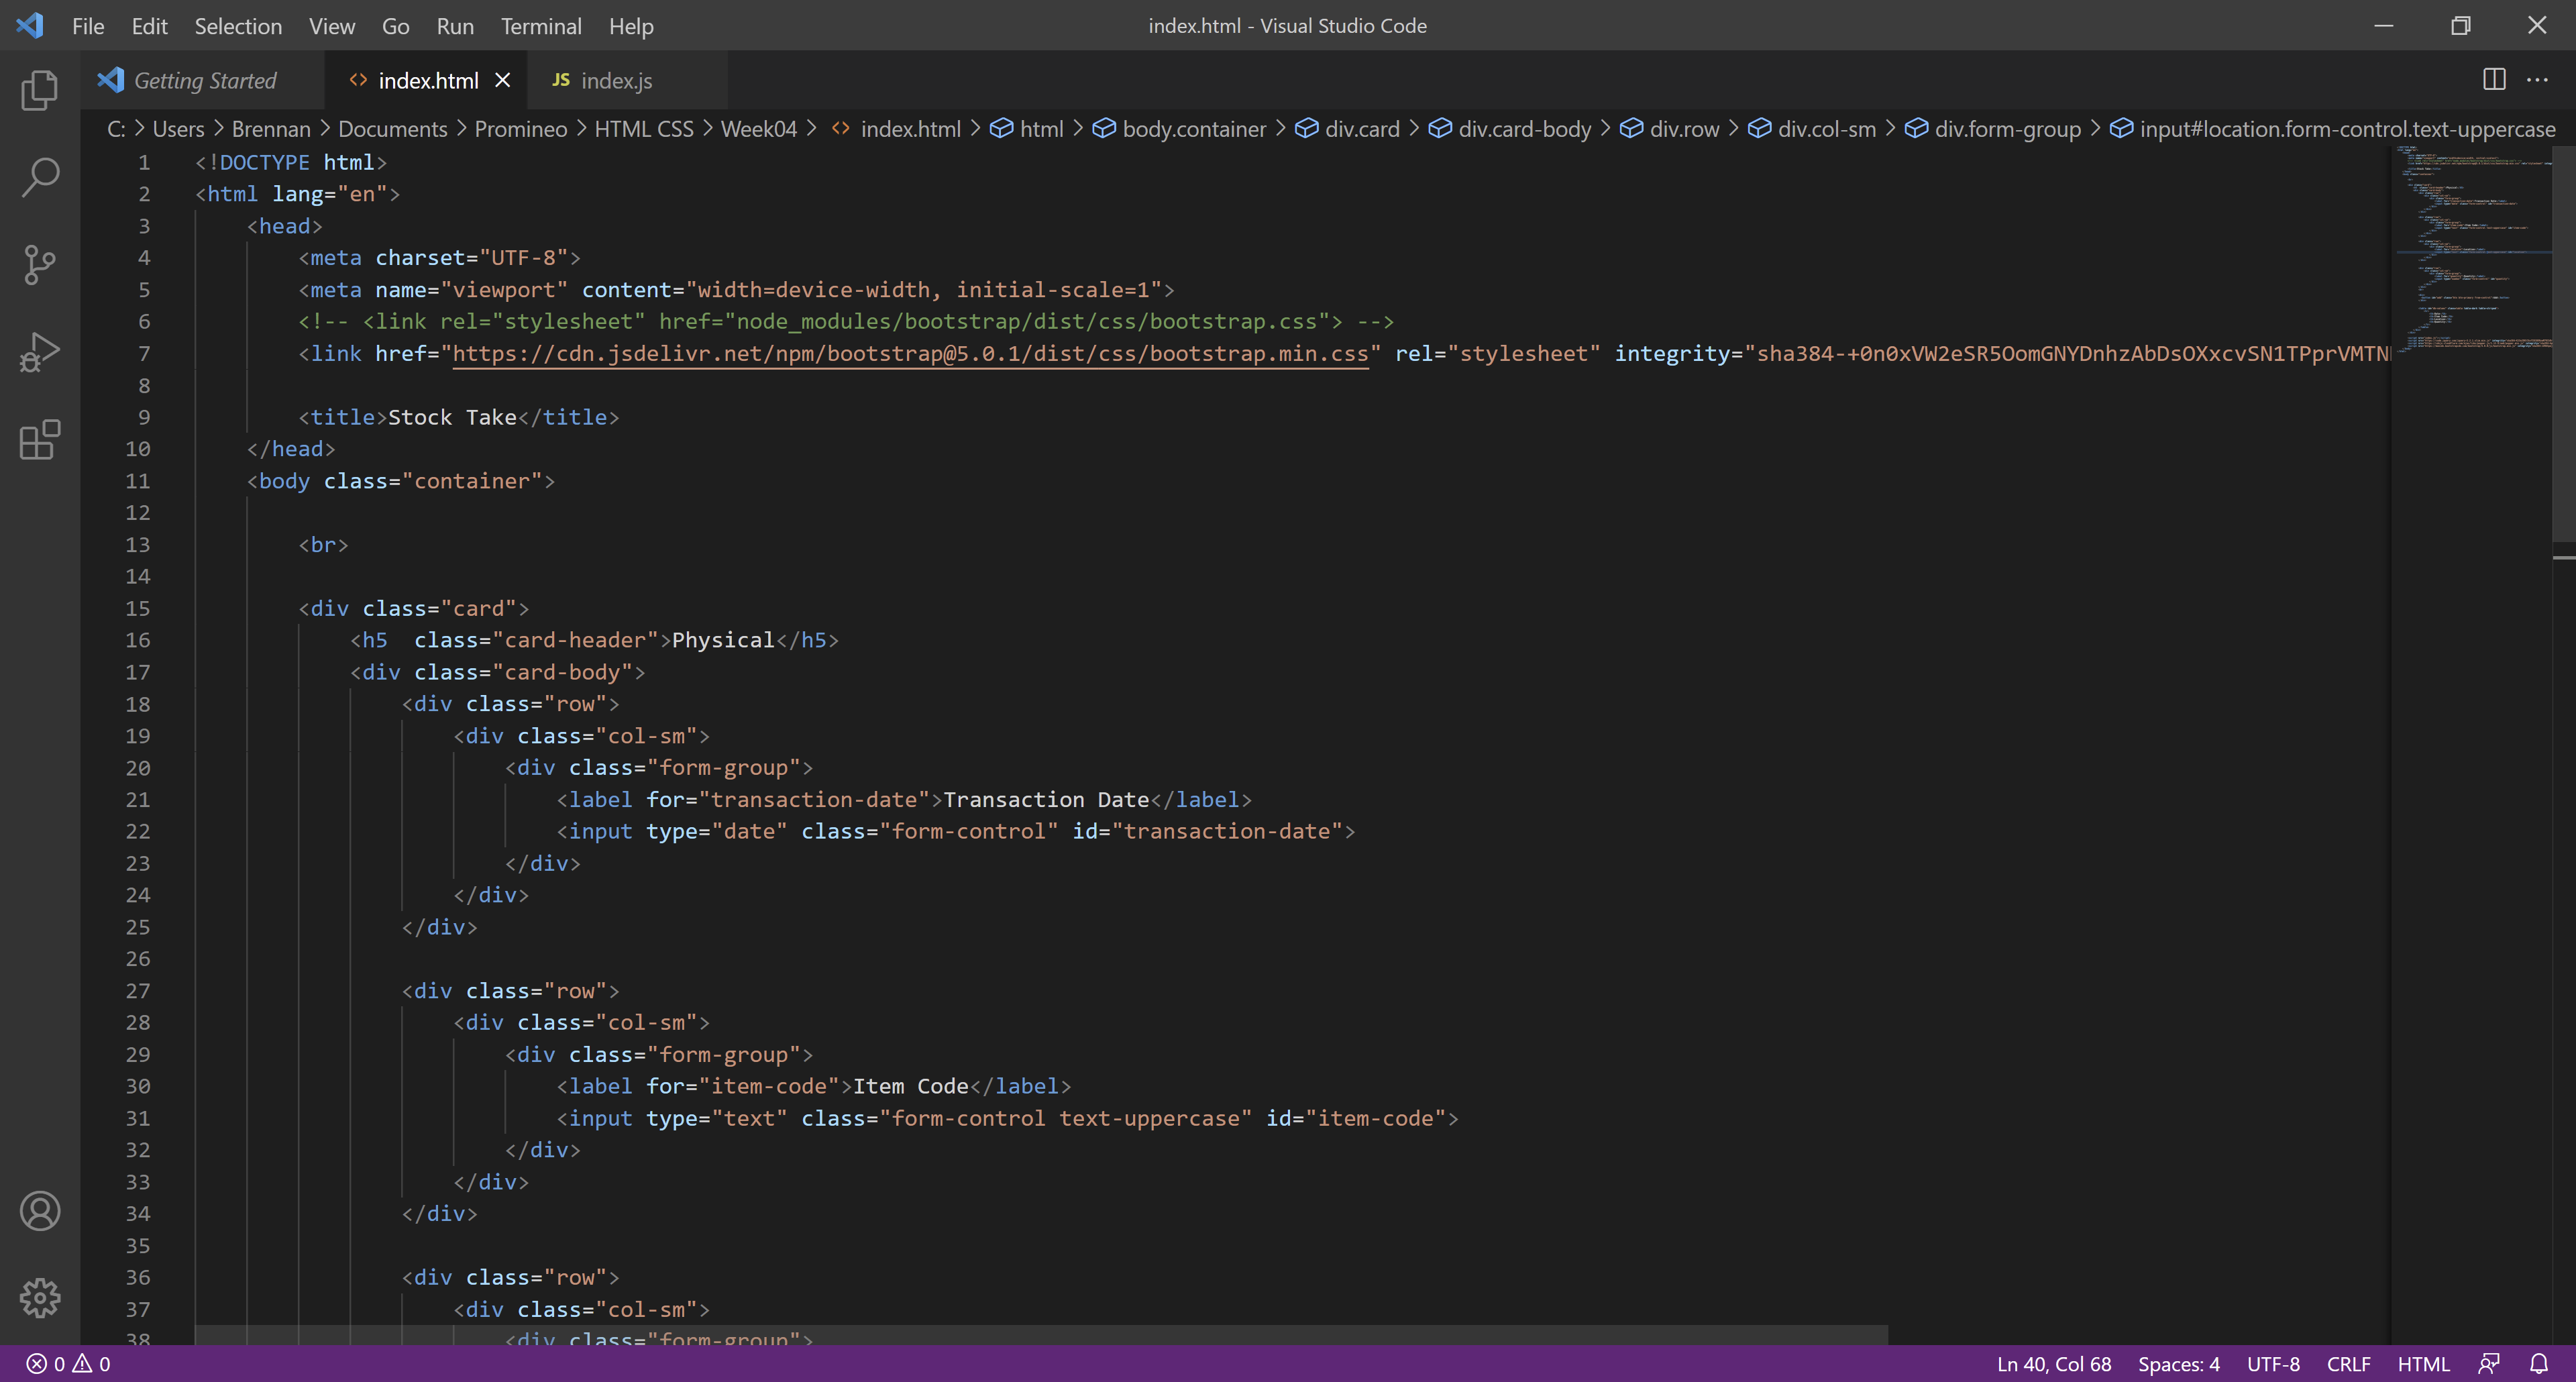 File Edit Selection View Go Run Terminal Help index.html - Visual Studio Code
Getting Started <> index.html JS index.js
C: > Users > Brennan > Documents > Promineo > HTML CSS > Week04 > <> index.html > html > body.container > div.card > div.card-body > div.row > div.col-sm > div.form-group > input#location.form-control.text-uppercase
1 <!DOCTYPE html>
2 <html lang="en">
3 <head>
4 <meta charset="UTF-8">
5 <meta name="viewport" content="width=device-width, initial-scale=1">
6 <!-- <link rel="stylesheet" href="node_modules/bootstrap/dist/css/bootstrap.css"> -->
7 <link href="https://cdn.jsdelivr.net/npm/bootstrap@5.0.1/dist/css/bootstrap.min.css" rel="stylesheet" integrity="sha384-+0n0xVW2eSR5OomGNYDnhzAbDsOXxcvSN1TPprVMTN
8
9 <title>Stock Take</title>
10 </head>
11 <body class="container">
12
13 <br>
14
15 <div class="card">
16 <h5  class="card-header">Physical</h5>
17 <div class="card-body">
18 <div class="row">
19 <div class="col-sm">
20 <div class="form-group">
21 <label for="transaction-date">Transaction Date</label>
22 <input type="date" class="form-control" id="transaction-date">
23 </div>
24 </div>
25 </div>
26
27 <div class="row">
28 <div class="col-sm">
29 <div class="form-group">
30 <label for="item-code">Item Code</label>
31 <input type="text" class="form-control text-uppercase" id="item-code">
32 </div>
33 </div>
34 </div>
35
36 <div class="row">
37 <div class="col-sm">
38 <div class="form-group">
0 0 Ln 40, Col 68 Spaces: 4 UTF-8 CRLF HTML